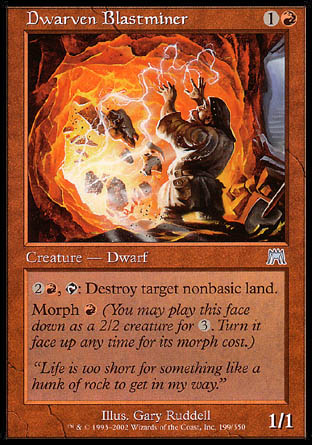 Dwarven Blastminer 1
Creature — Dwarf
2, : Destroy target nonbasic land.
Morph (You may play this face
down as a 2/2 creature for 3. Turn it
face up any time for its morph cost.)
"Life is too short for something like a
hunk of rock to get in my way."
Illus. Gary Ruddell
™ & © 1993–2002 Wizards of the Coast, Inc. 199/350
1/1